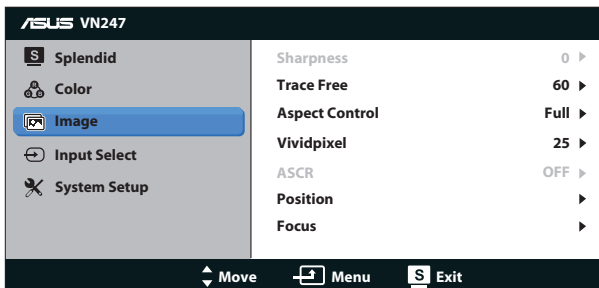 ASUS VN247
S Splendid
Color
Image
Input Select
System Setup
Sharpness 0
Trace Free 60
Aspect Control Full
Vividpixel 25
ASCR OFF
Position
Focus
Move Menu S Exit